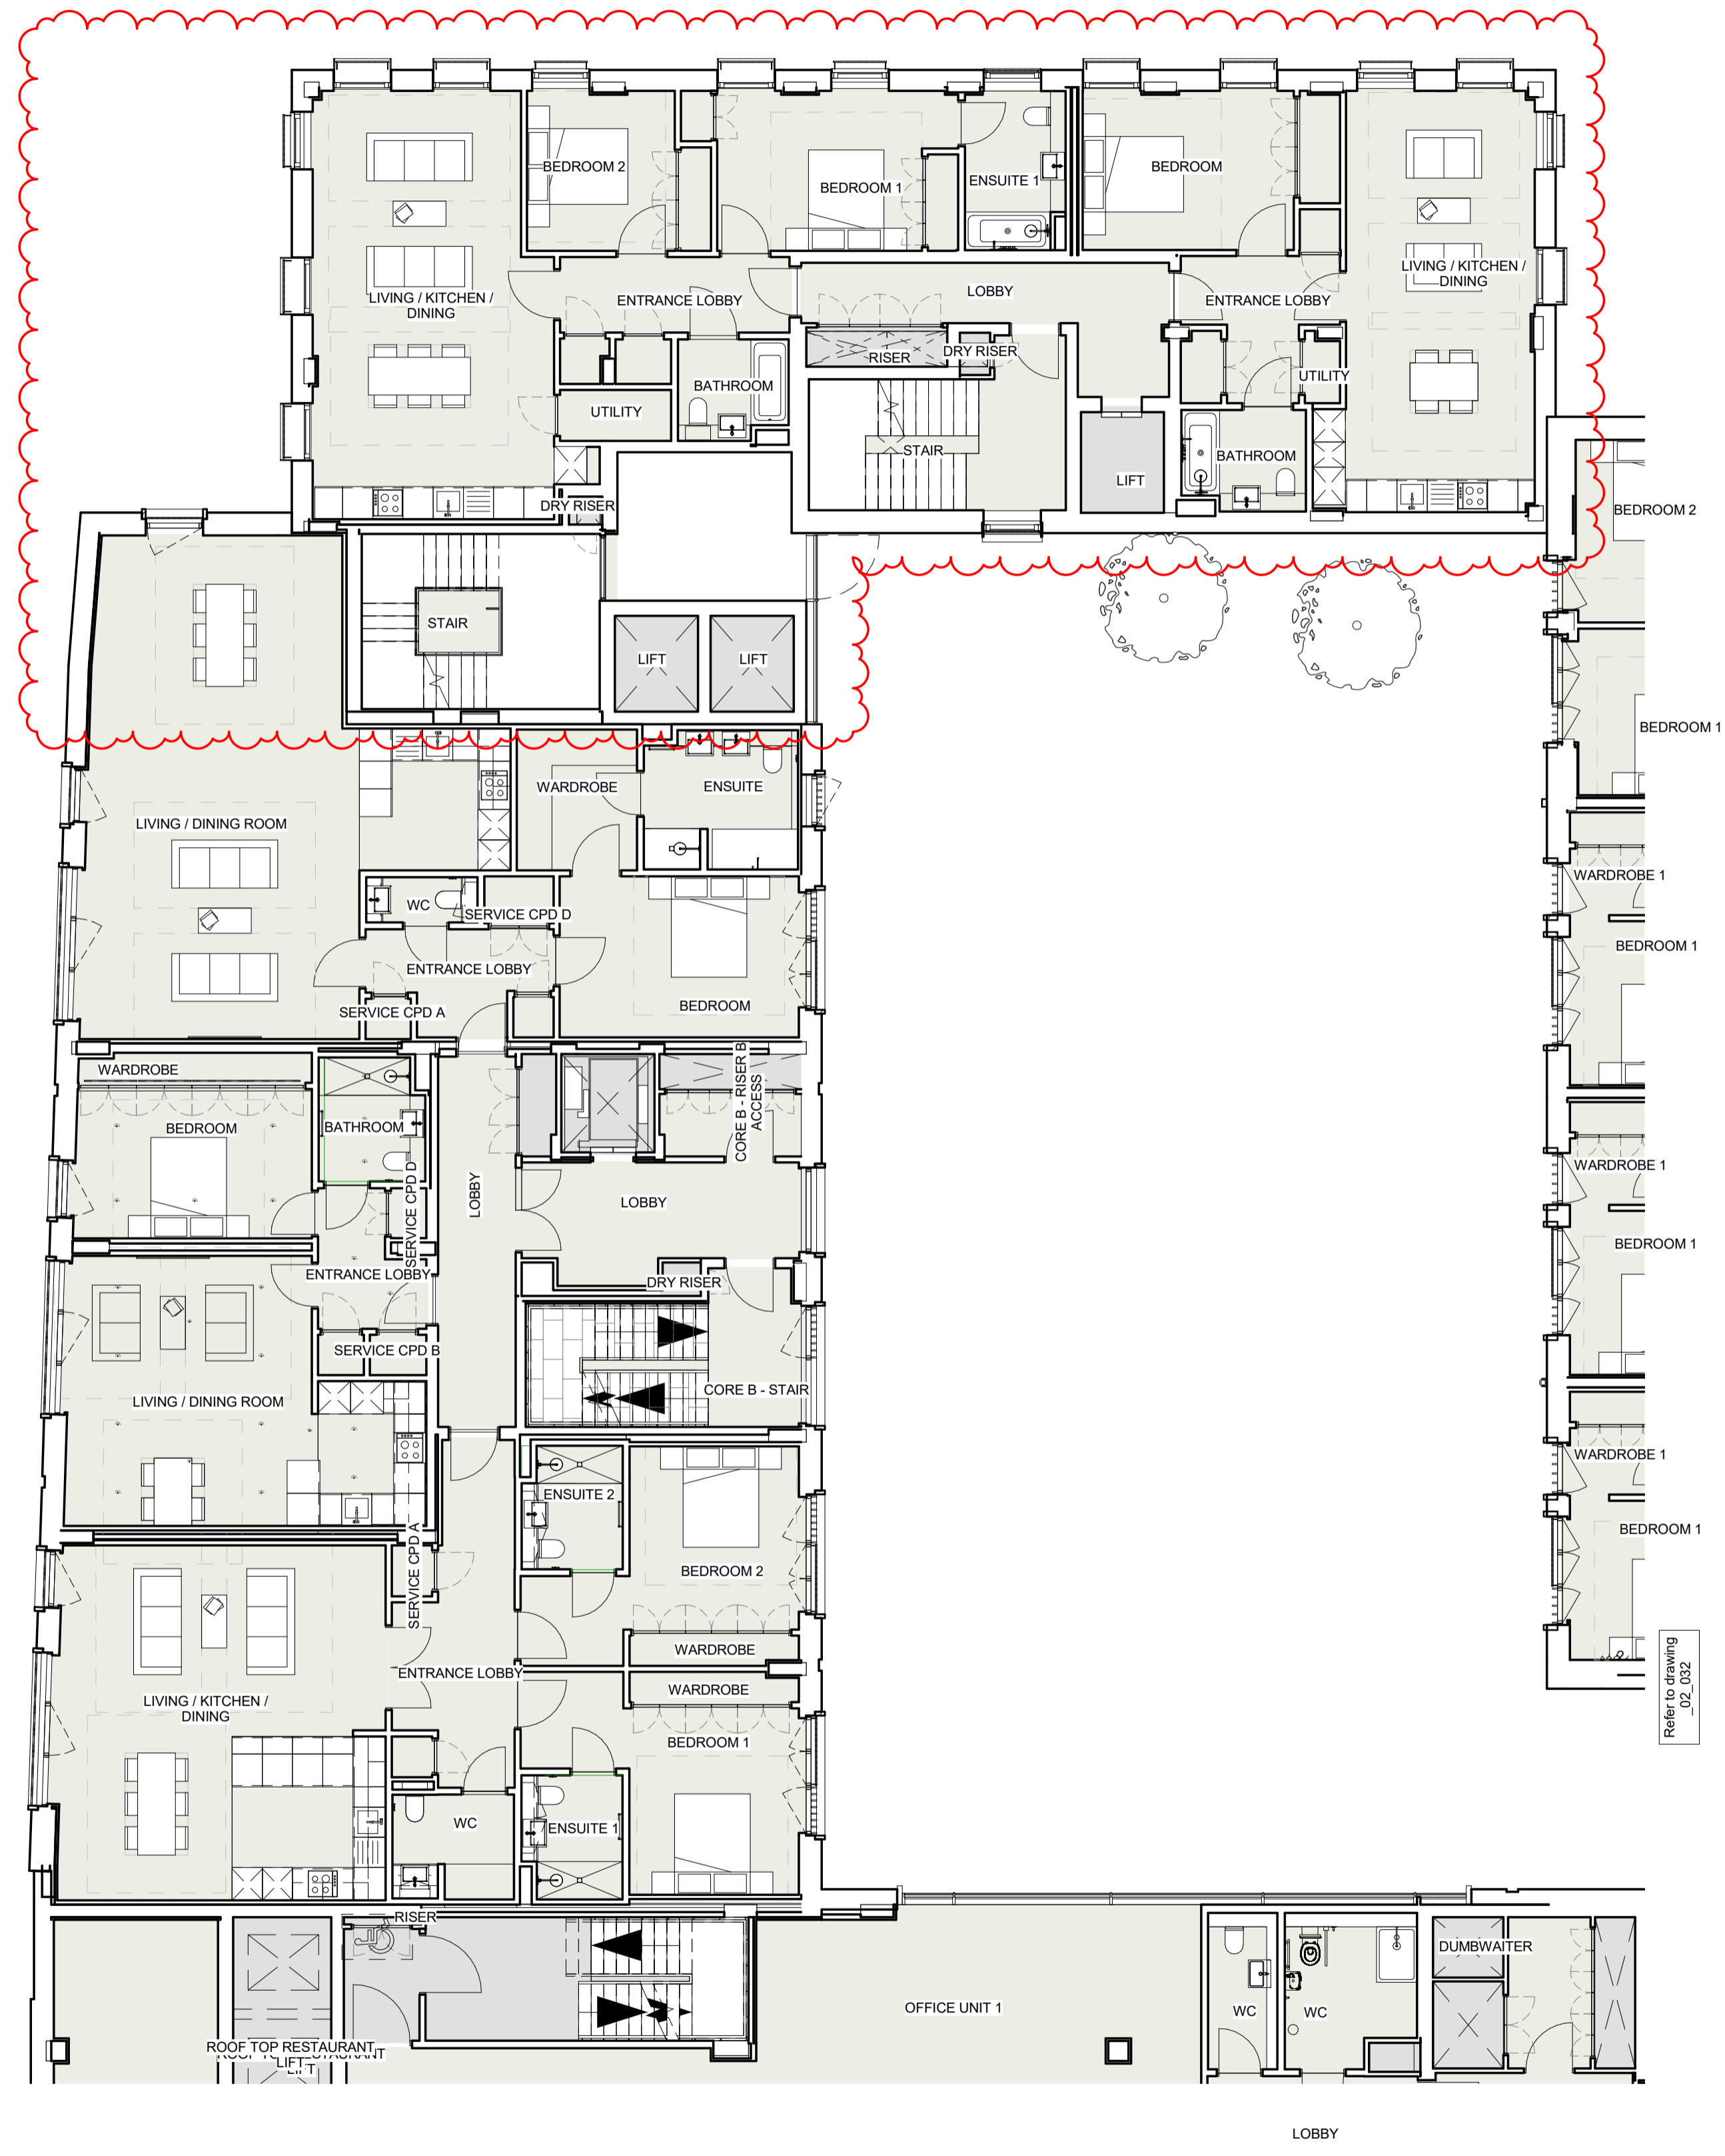 BEDROOM 2
BEDROOM 1
ENSUITE 1
BEDROOM
LIVING / KITCHEN /
DINING
ENTRANCE LOBBY
LOBBY
ENTRANCE LOBBY
LIVING / KITCHEN /
DINING
RISER
DRY RISER
BATHROOM
UTILITY
UTILITY
STAIR
BATHROOM
LIFT
DRY RISER
BEDROOM 2
STAIR
LIFT
LIFT
BEDROOM 1
WARDROBE
ENSUITE
LIVING / DINING ROOM
WARDROBE 1
WC
SERVICE CPD D
BEDROOM 1
ENTRANCE LOBBY
BEDROOM
SERVICE CPD A
CORE B - RISER B
ACCESS
WARDROBE
BEDROOM
BATHROOM
SERVICE CPD D
LOBBY
LOBBY
WARDROBE 1
BEDROOM 1
ENTRANCE LOBBY
DRY RISER
SERVICE CPD B
CORE B - STAIR
LIVING / DINING ROOM
WARDROBE 1
ENSUITE 2
BEDROOM 1
SERVICE CPD A
BEDROOM 2
WARDROBE
ENTRANCE LOBBY
WARDROBE
LIVING / KITCHEN /
DINING
BEDROOM 1
Refer to drawing
_02_032
WC
ENSUITE 1
RISER
DUMBWAITER
OFFICE UNIT 1
WC
WC
ROOF TOP RESTAURANT
LIFT
ROOF TOP RESTAURANT
LIFT
LOBBY